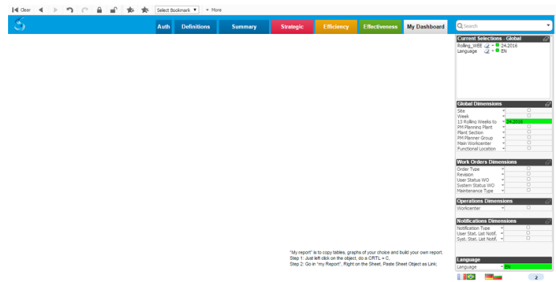 Clear
Select Bookmark
More
Auth Definitions Summary Strategic Efficiency Effectiveness My Dashboard
Search
Current Selections - Global
Rolling_WEE 24.2016
Language EN
Global Dimensions
Site
Week
13 Rolling Weeks to 24.2016
PM Planning Plant
Plant Section
PM Planner Group
Main Workcenter
Functional Location
Work Orders Dimensions
Order Type
Revision
User Status WO
System Status WO
Maintenance Type
Operations Dimensions
Workcenter
Notifications Dimensions
Notification Type
User Stat. List Notif.
Syst. Stat. List Notif.
"My report" is to copy tables, graphs of your choice and build your own report.
Step 1: Just left click on the object, do a CRTL + C.
Step 2: Go in "my Report", Right on the Sheet, Paste Sheet Object as Link.
Language
Language EN